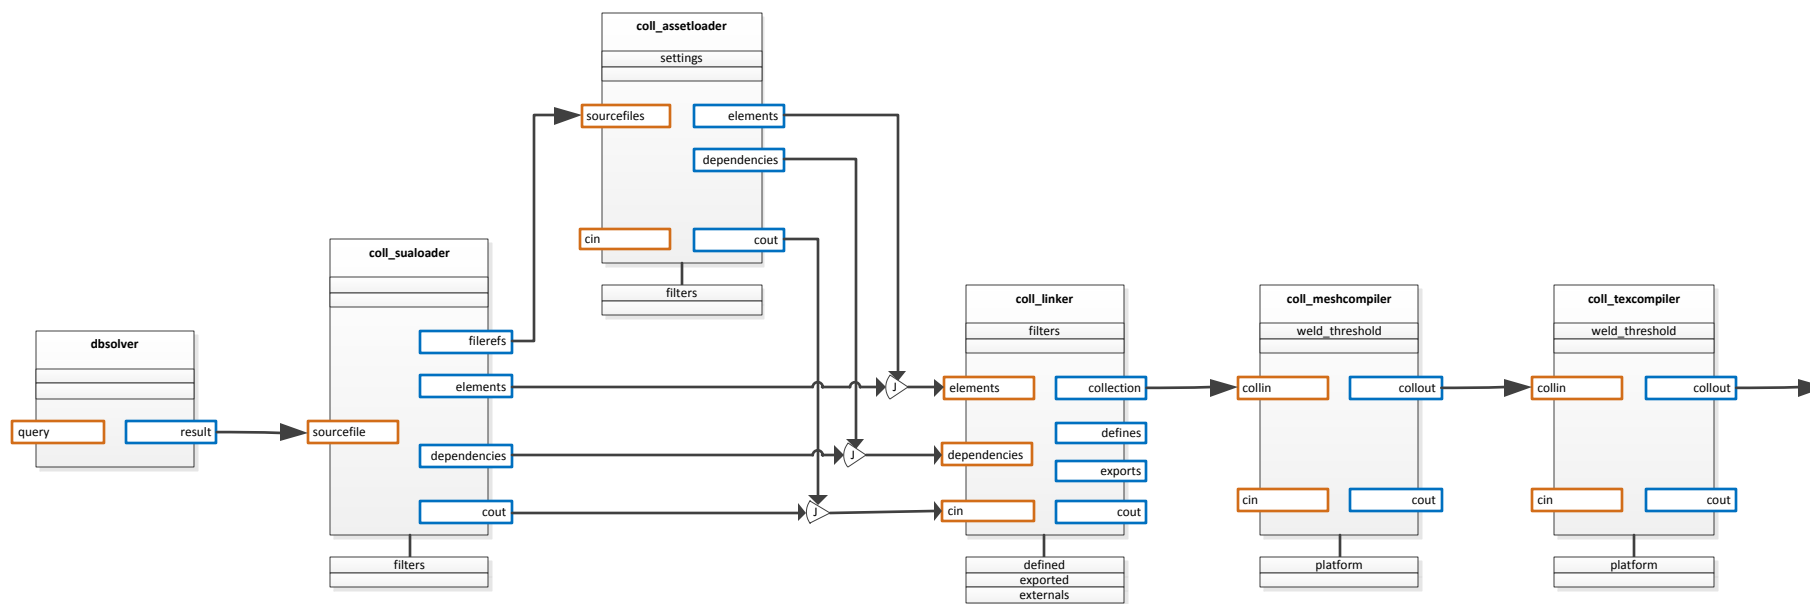 coll_assetloader
settings
sourcefiles
elements
dependencies
cin
cout
filters
coll_sualoader
filerefs
elements
sourcefile
dependencies
cout
filters
dbsolver
query
result
J
J
J
coll_linker
filters
elements
collection
defines
dependencies
exports
cin
cout
defined
exported
externals
coll_meshcompiler
weld_threshold
collin
collout
cin
cout
platform
coll_texcompiler
weld_threshold
collin
collout
cin
cout
platform